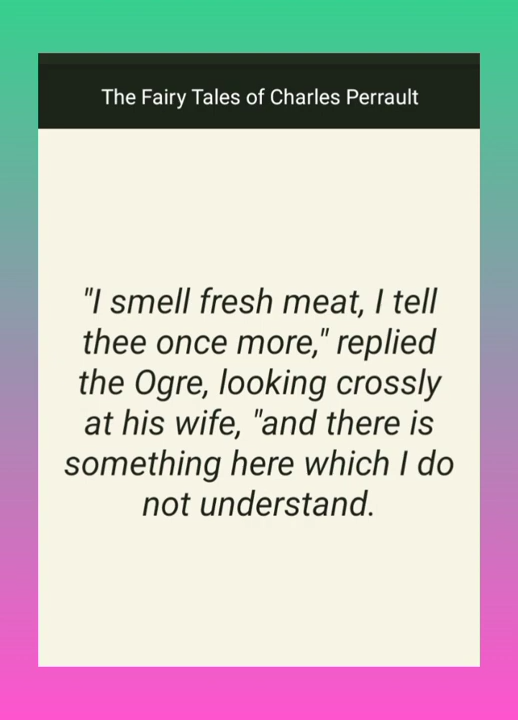 The Fairy Tales of Charles Perrault
"I smell fresh meat, I tell
thee once more," replied
the Ogre, looking crossly
at his wife, "and there is
something here which I do
not understand.